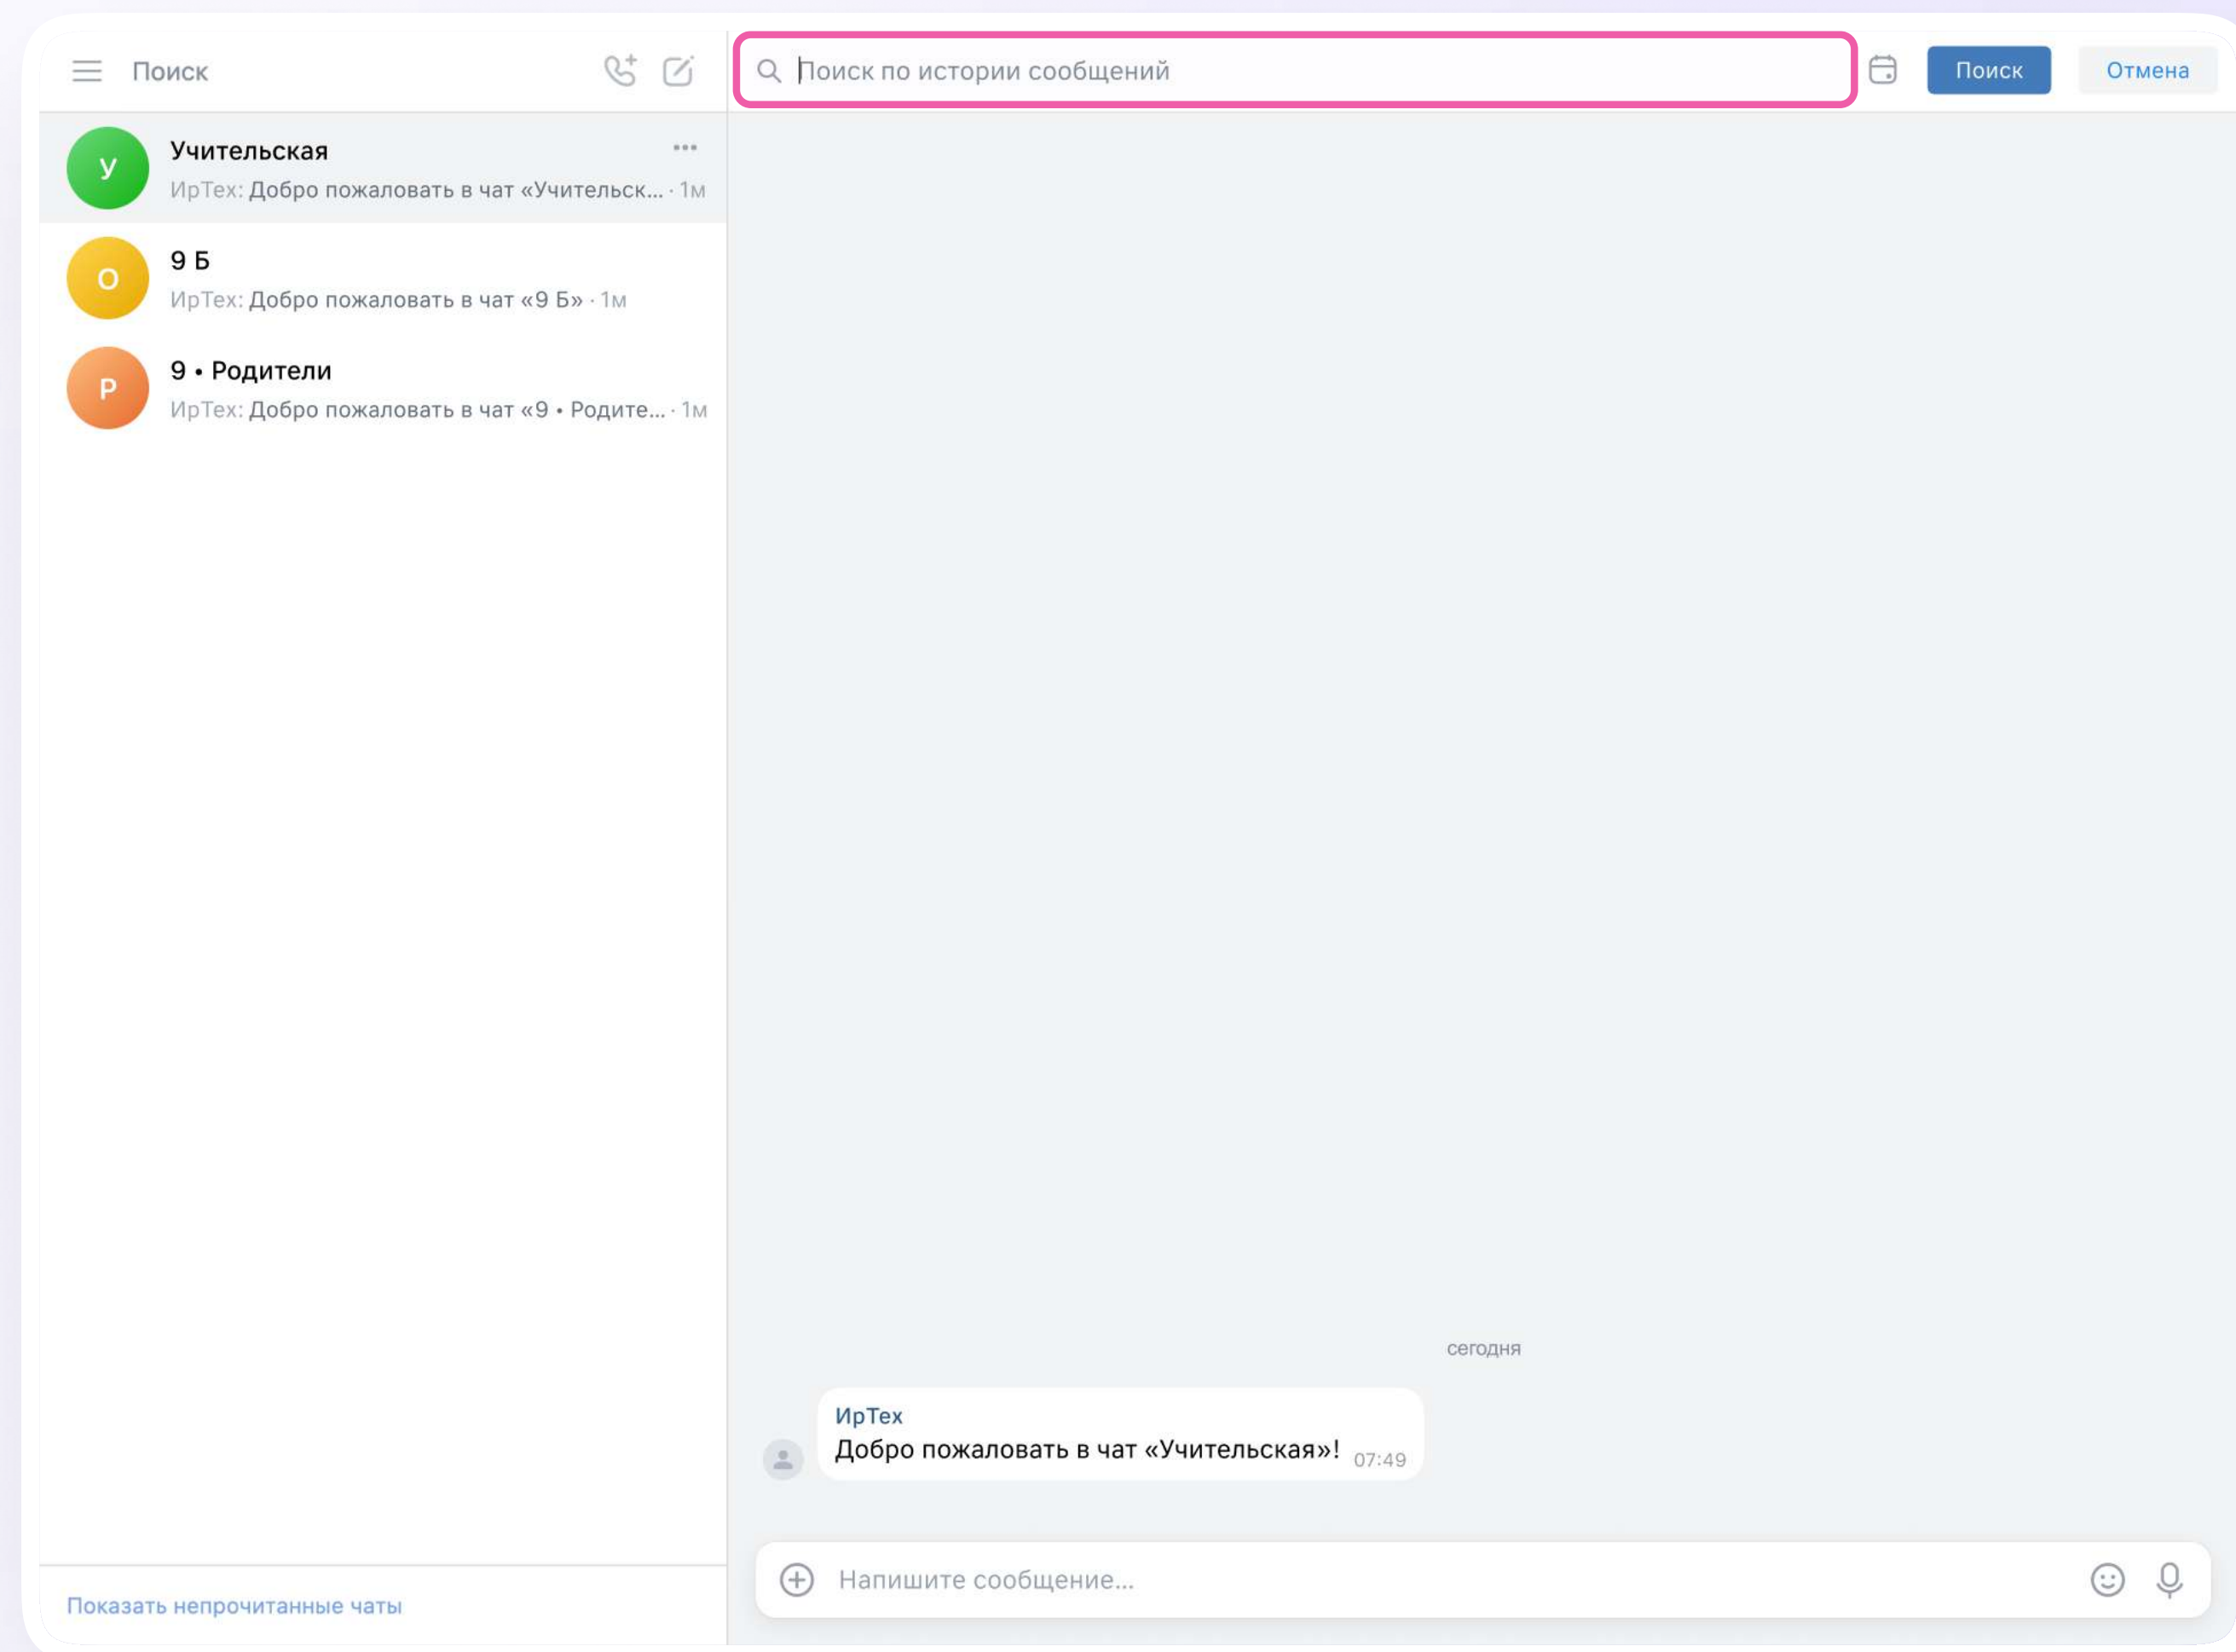 Поиск
Учительская
ИрТех: Добро пожаловать в чат «Учительск... · 1м
9 Б
ИрТех: Добро пожаловать в чат «9 Б» · 1м
9 • Родители
ИрТех: Добро пожаловать в чат «9 • Родите... · 1м
Показать непрочитанные чаты
Поиск по истории сообщений
Поиск
Отмена
сегодня
ИрТех
Добро пожаловать в чат «Учительская»! 07:49
Напишите сообщение...
У
О
Р